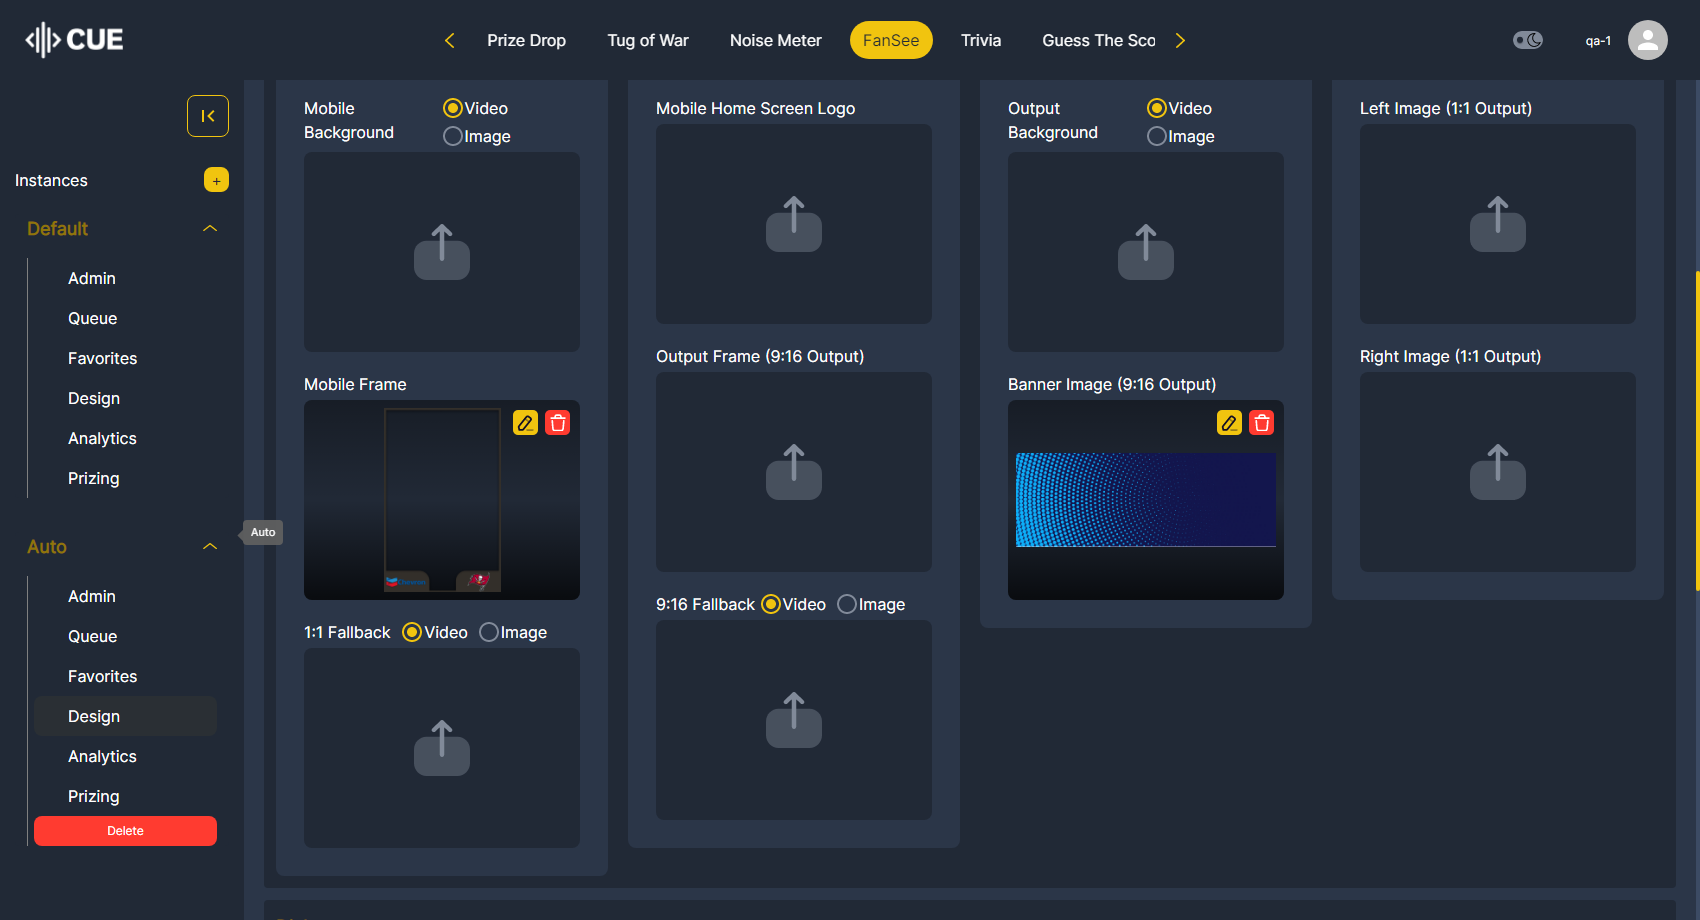 CUE
Prize Drop
Tug of War
Noise Meter
FanSee
Trivia
Guess The Sco
qa-1
Instances
+
Default
Admin
Queue
Favorites
Design
Analytics
Prizing
Auto
Auto
Admin
Queue
Favorites
Design
Analytics
Prizing
Delete
Mobile
Background
Video
Image
Mobile Frame
1:1 Fallback
Video
Image
Mobile Home Screen Logo
Output Frame (9:16 Output)
9:16 Fallback
Video
Image
Output
Background
Video
Image
Banner Image (9:16 Output)
Left Image (1:1 Output)
Right Image (1:1 Output)